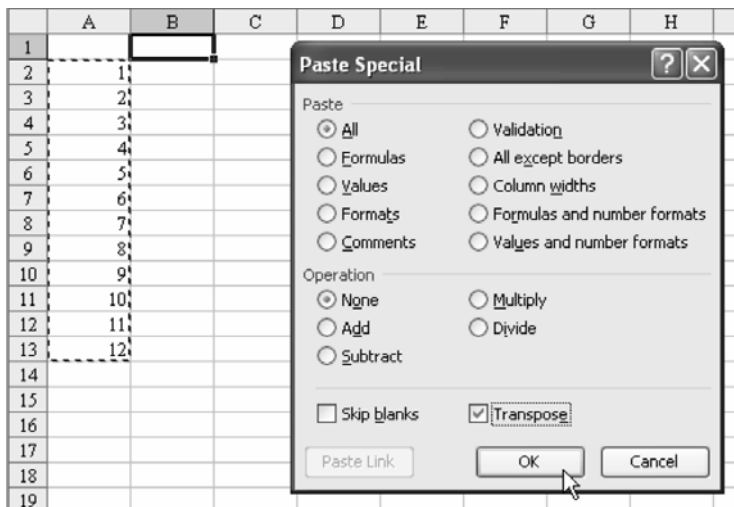 A B C D E F G H
1
2 1
3 2
4 3
5 4
6 5
7 6
8 7
9 8
10 9
11 10
12 11
13 12
14
15
16
17
18
19
Paste Special
Paste
All Validation
Formulas All except borders
Values Column widths
Formats Formulas and number formats
Comments Values and number formats
Operation
None Multiply
Add Divide
Subtract
Skip blanks Transpose
Paste Link OK Cancel